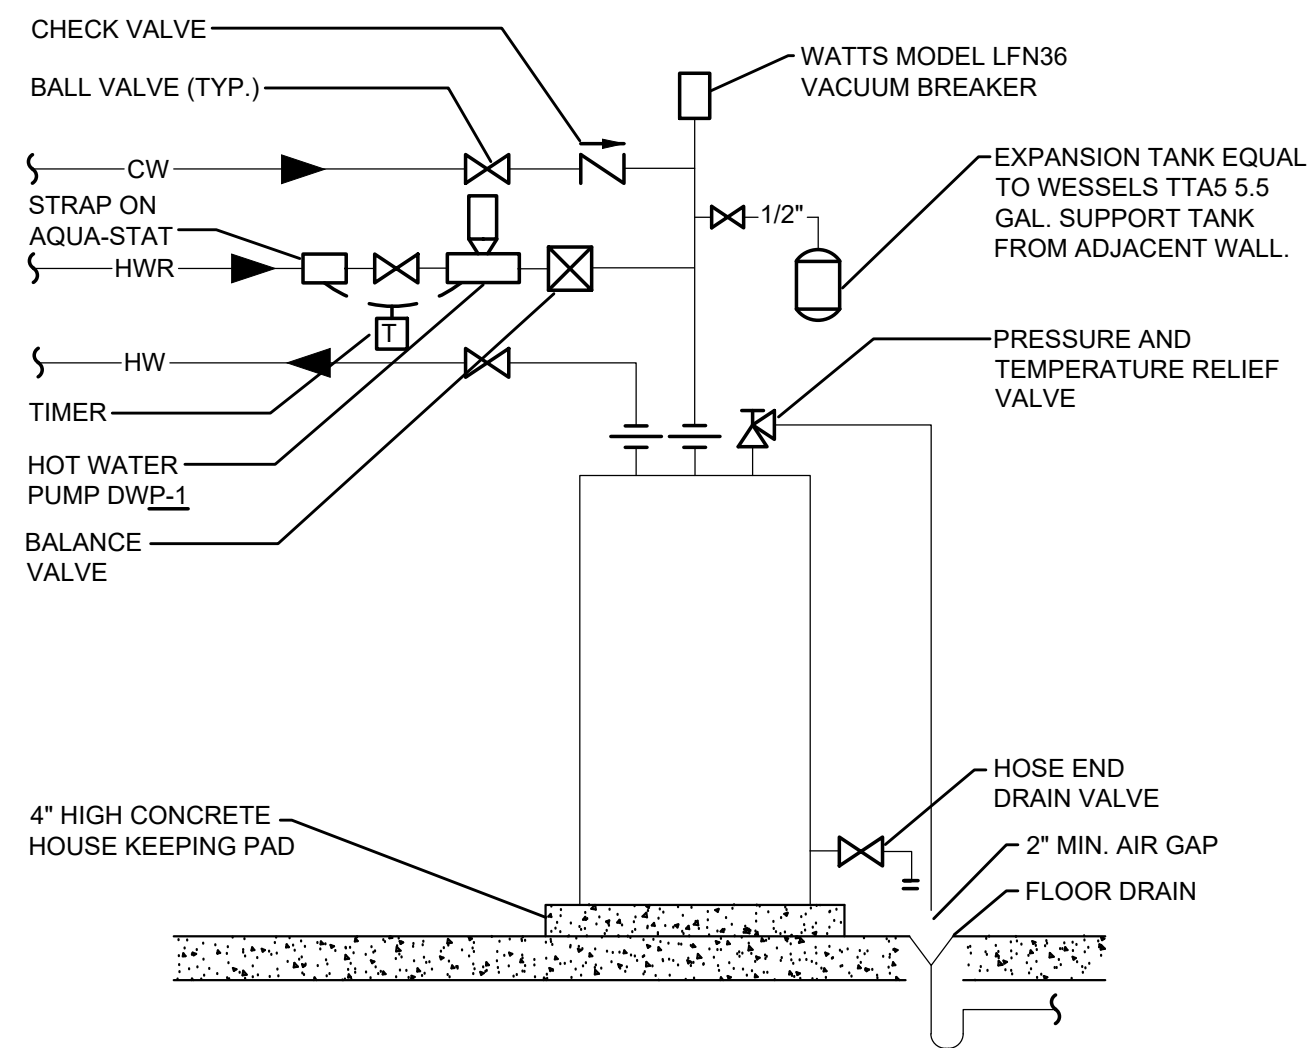 CHECK VALVE
WATTS MODEL LFN36
VACUUM BREAKER
BALL VALVE (TYP.)
CW
EXPANSION TANK EQUAL
TO WESSELS TTA5 5.5
GAL. SUPPORT TANK
FROM ADJACENT WALL.
STRAP ON
AQUA-STAT
1/2"
HWR
T
HW
PRESSURE AND
TEMPERATURE RELIEF
VALVE
TIMER
HOT WATER
PUMP DWP-1
BALANCE
VALVE
HOSE END
DRAIN VALVE
4" HIGH CONCRETE
HOUSE KEEPING PAD
2" MIN. AIR GAP
FLOOR DRAIN